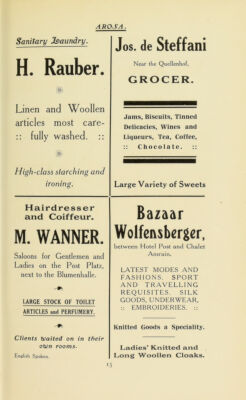 AROSA.
Sanitary Laundry.
H. Rauber.
Linen and Woollen
articles most care-
:: fully washed. ::
High-class starching and
ironing.
Jos. de Steffani
Near the Quellenhof,
GROCER.
Jams, Biscuits, Tinned
Delicacies, Wines and
Liqueurs, Tea, Coffee,
:: Chocolate. ::
Large Variety of Sweets
Hairdresser
and Coiffeur.
M. WANNER.
Saloons for Gentlemen and
Ladies on the Post Platz,
next to the Blumenhalle.
LARGE STOCK OF TOILET
ARTICLES and PERFUMERY.
Clients waited on in their
own rooms.
English Spoken.
Bazaar
Wolfensberger,
between Hotel Post and Chalet
Anrain.
LATEST MODES AND
FASHIONS. SPORT
AND TRAVELLING
REQUISITES. SILK
GOODS, UNDERWEAR,
:: EMBROIDERIES. ::
Knitted Goods a Speciality.
Ladies' Knitted and
Long Woollen Cloaks.
15